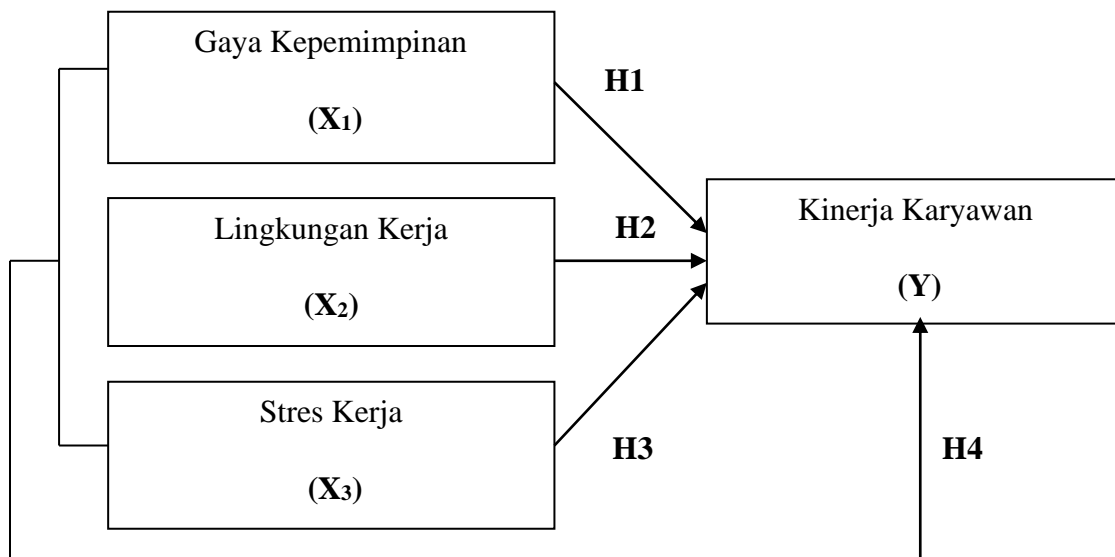 Gaya Kepemimpinan
(X₁)
H1
Lingkungan Kerja
(X₂)
H2
Kinerja Karyawan
(Y)
Stres Kerja
(X₃)
H3
H4